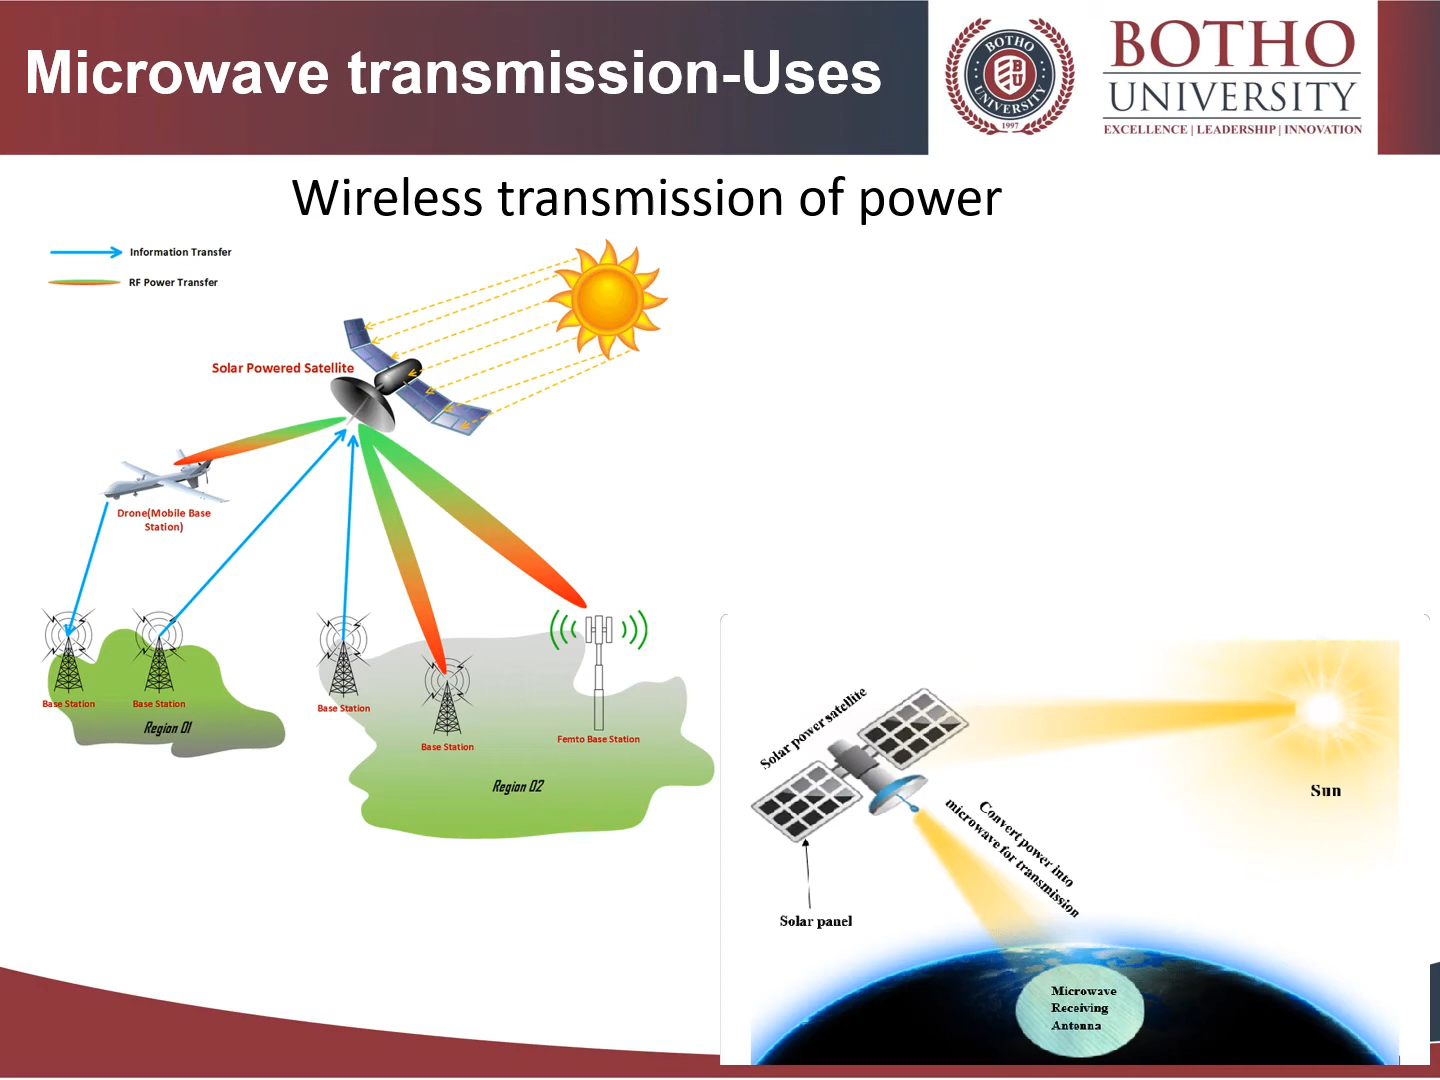 Microwave transmission-Uses
BOTHO
UNIVERSITY
BU
1997
BOTHO
UNIVERSITY
EXCELLENCE | LEADERSHIP | INNOVATION
Wireless transmission of power
Information Transfer
RF Power Transfer
Solar Powered Satellite
Drone(Mobile Base
Station)
Base Station
Base Station
Region 01
Base Station
Base Station
Femto Base Station
Region 02
Solar power satellite
Sun
Convert power into
microwave for transmission
Solar panel
Microwave
Receiving
Antenna